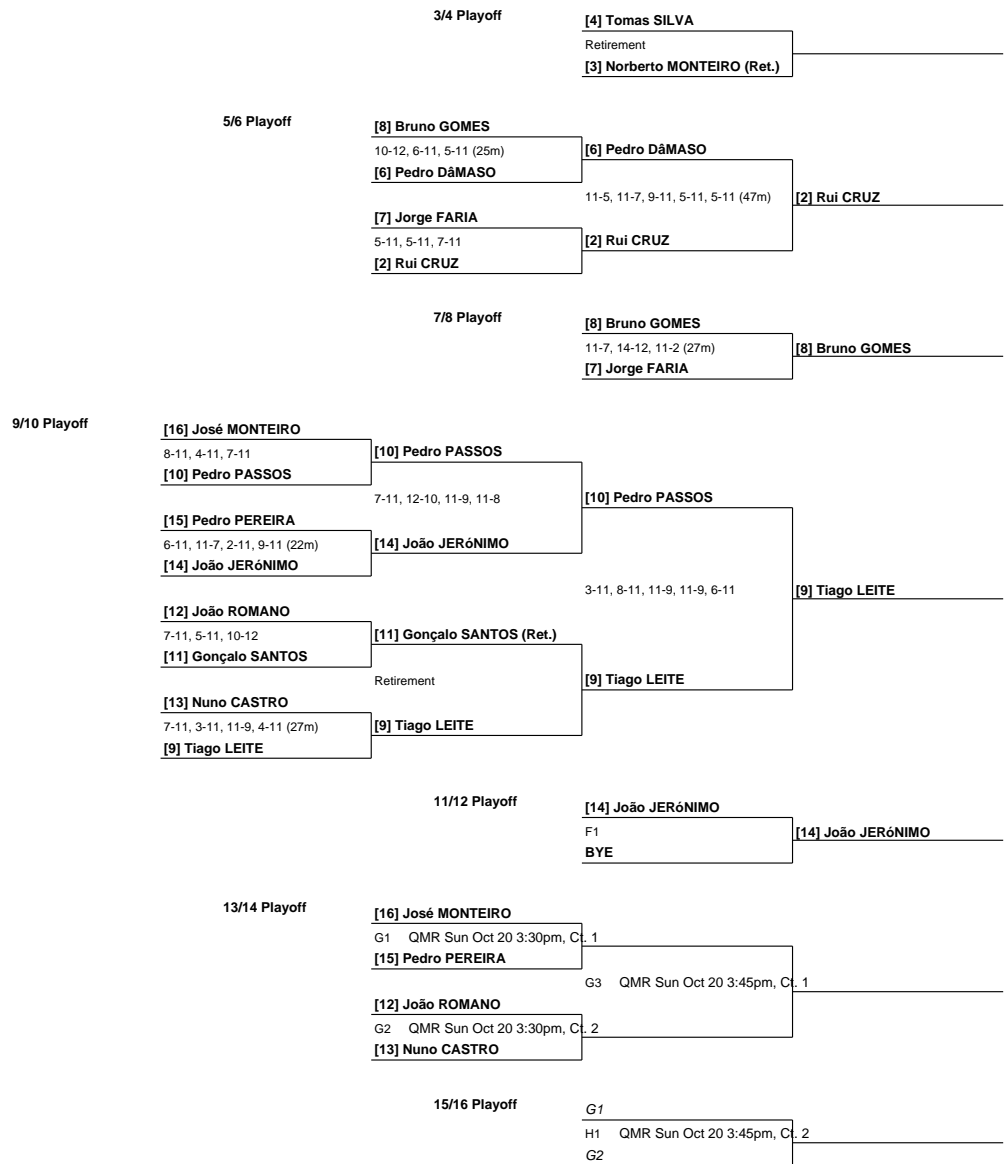 3/4 Playoff
[4] Tomas SILVA
Retirement
[3] Norberto MONTEIRO (Ret.)
5/6 Playoff
[8] Bruno GOMES
10-12, 6-11, 5-11 (25m)
[6] Pedro DâMASO
[6] Pedro DâMASO
11-5, 11-7, 9-11, 5-11, 5-11 (47m)
[2] Rui CRUZ
[7] Jorge FARIA
5-11, 5-11, 7-11
[2] Rui CRUZ
[2] Rui CRUZ
7/8 Playoff
[8] Bruno GOMES
11-7, 14-12, 11-2 (27m)
[8] Bruno GOMES
[7] Jorge FARIA
9/10 Playoff
[16] José MONTEIRO
8-11, 4-11, 7-11
[10] Pedro PASSOS
[10] Pedro PASSOS
7-11, 12-10, 11-9, 11-8
[10] Pedro PASSOS
[15] Pedro PEREIRA
6-11, 11-7, 2-11, 9-11 (22m)
[14] João JERóNIMO
[14] João JERóNIMO
3-11, 8-11, 11-9, 11-9, 6-11
[9] Tiago LEITE
[12] João ROMANO
7-11, 5-11, 10-12
[11] Gonçalo SANTOS (Ret.)
[11] Gonçalo SANTOS
Retirement
[9] Tiago LEITE
[13] Nuno CASTRO
7-11, 3-11, 11-9, 4-11 (27m)
[9] Tiago LEITE
[9] Tiago LEITE
11/12 Playoff
[14] João JERóNIMO
F1
[14] João JERóNIMO
BYE
13/14 Playoff
[16] José MONTEIRO
G1 QMR Sun Oct 20 3:30pm, Ct. 1
[15] Pedro PEREIRA
G3 QMR Sun Oct 20 3:45pm, Ct. 1
[12] João ROMANO
G2 QMR Sun Oct 20 3:30pm, Ct. 2
[13] Nuno CASTRO
15/16 Playoff
G1
H1 QMR Sun Oct 20 3:45pm, Ct. 2
G2